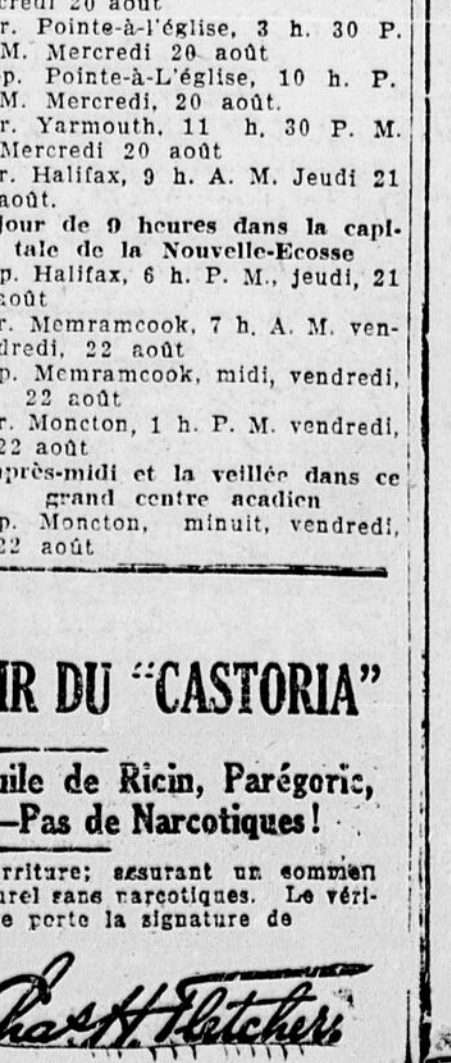 credi 20 août
r. Pointe-à-l'église, 3 h. 30 P.
M. Mercredi 20 août
p. Pointe-à-L'église, 10 h. P.
M. Mercredi, 20 août.
r. Yarmouth, 11 h. 30 P. M.
Mercredi 20 août
r. Halifax, 9 h. A. M. Jeudi 21
août.
jour de 9 heures dans la capi-
tale de la Nouvelle-Ecosse
p. Halifax, 6 h. P. M., jeudi, 21
août
r. Memramcook, 7 h. A. M. ven-
dredi, 22 août
p. Memramcook, midi, vendredi,
22 août
r. Moncton, 1 h. P. M. vendredi,
22 août
après-midi et la veillée dans ce
grand centre acadien
p. Moncton, minuit, vendredi,
22 août
IR DU "CASTORIA"
uile de Ricin, Parégoric,
—Pas de Narcotiques!
rriture; assurant un sommen
urel sans narcotiques. Le véri-
e porte la signature de
Chas. H. Fletcher.